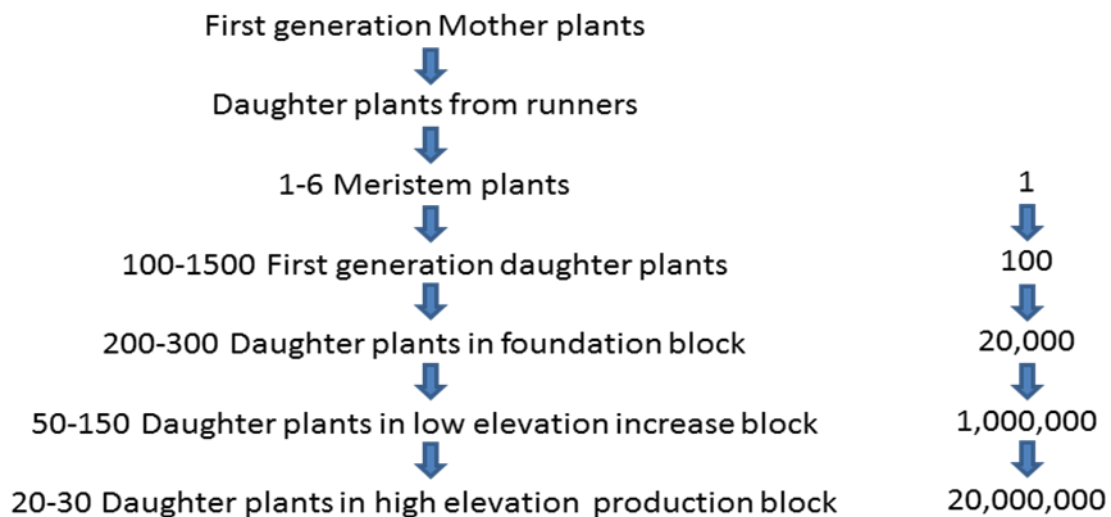 First generation Mother plants
Daughter plants from runners
1-6 Meristem plants 1
100-1500 First generation daughter plants 100
200-300 Daughter plants in foundation block 20,000
50-150 Daughter plants in low elevation increase block 1,000,000
20-30 Daughter plants in high elevation production block 20,000,000